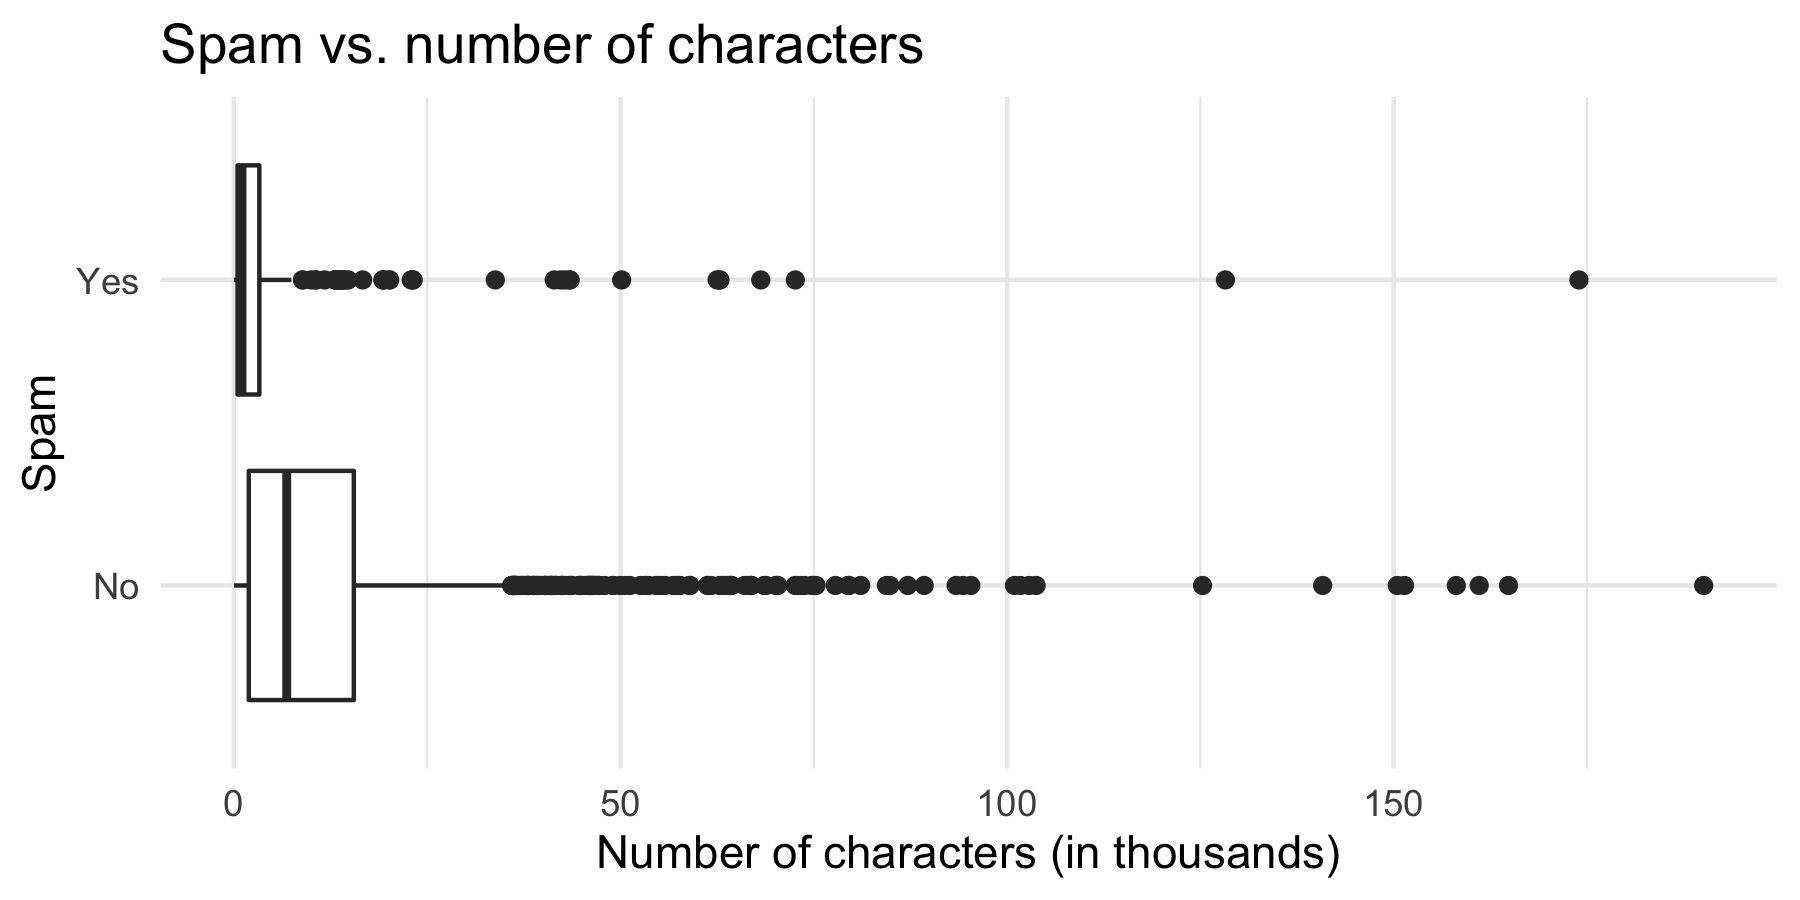 Spam vs. number of characters
Yes
Spam
No
0 50 100 150
Number of characters (in thousands)